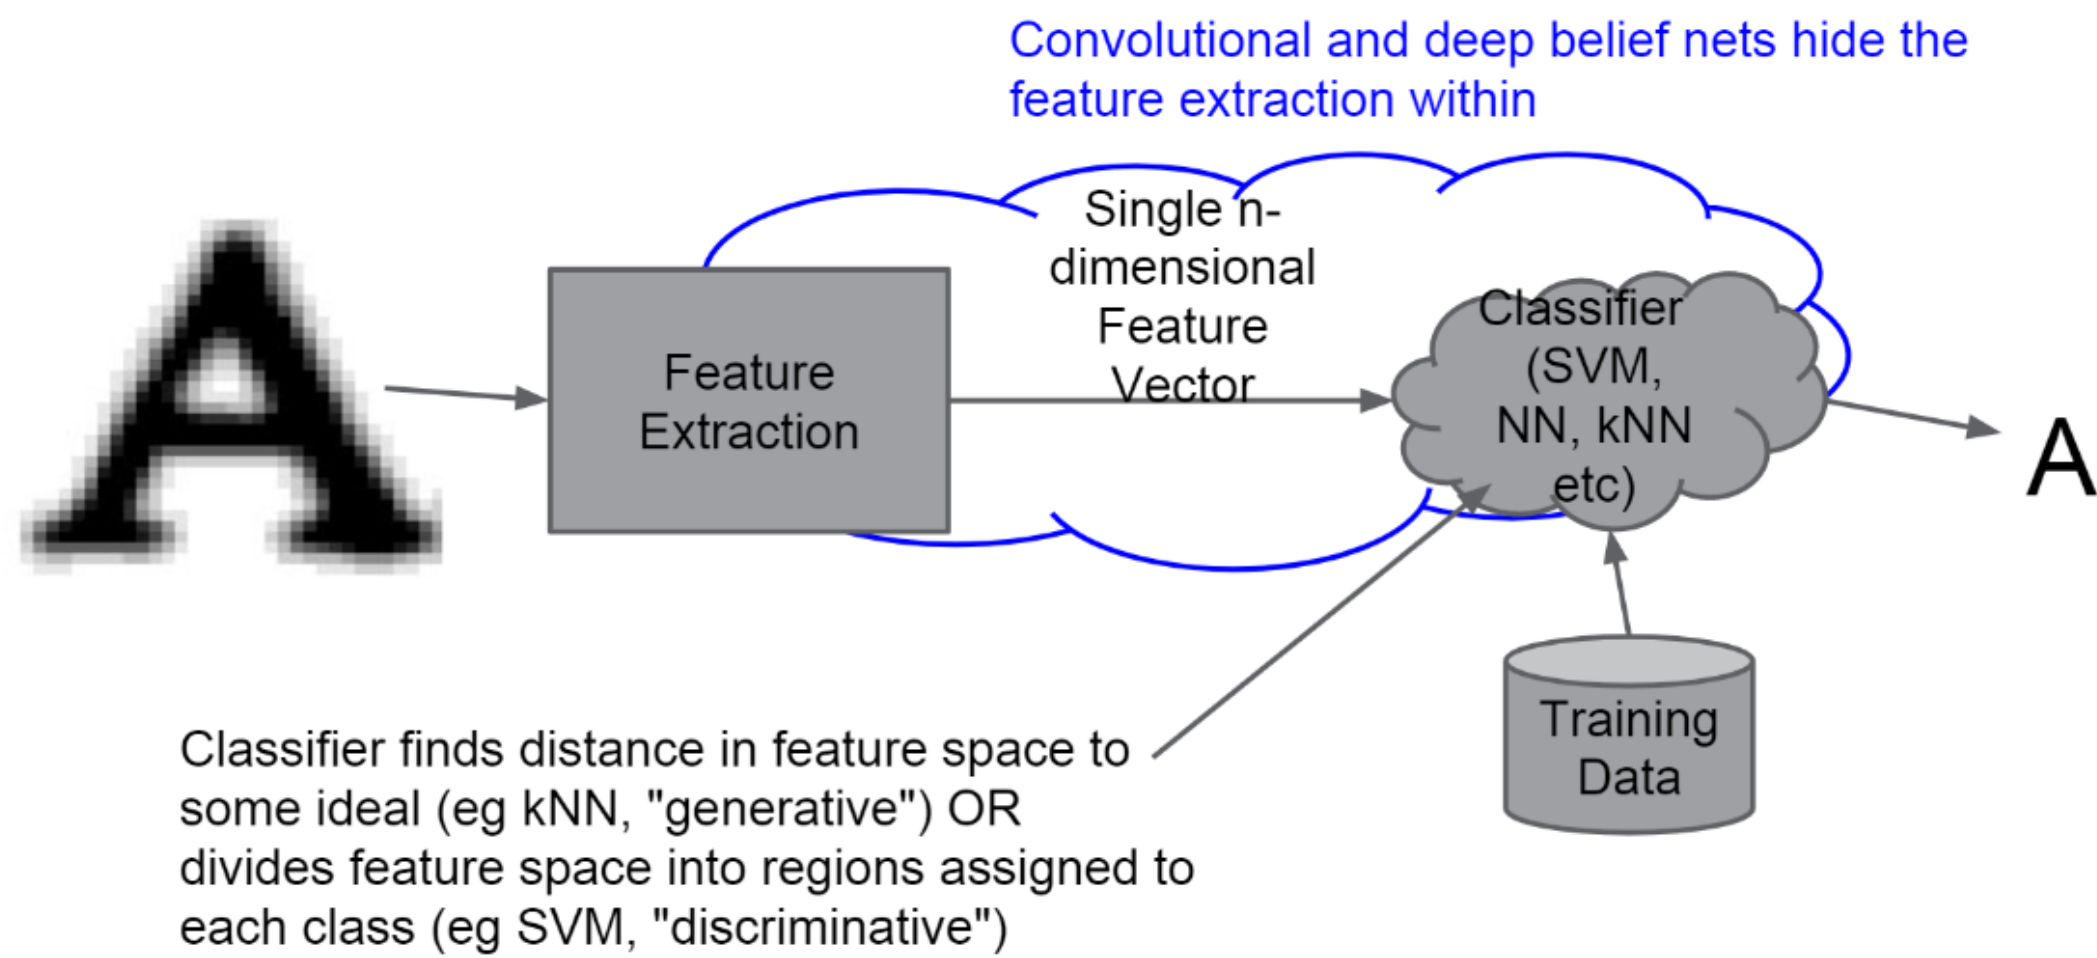 Convolutional and deep belief nets hide the
feature extraction within
A
Feature
Extraction
Single n-
dimensional
Feature
Vector
Classifier
(SVM,
NN, kNN
etc)
A
Classifier finds distance in feature space to
some ideal (eg kNN, "generative") OR
divides feature space into regions assigned to
each class (eg SVM, "discriminative")
Training
Data